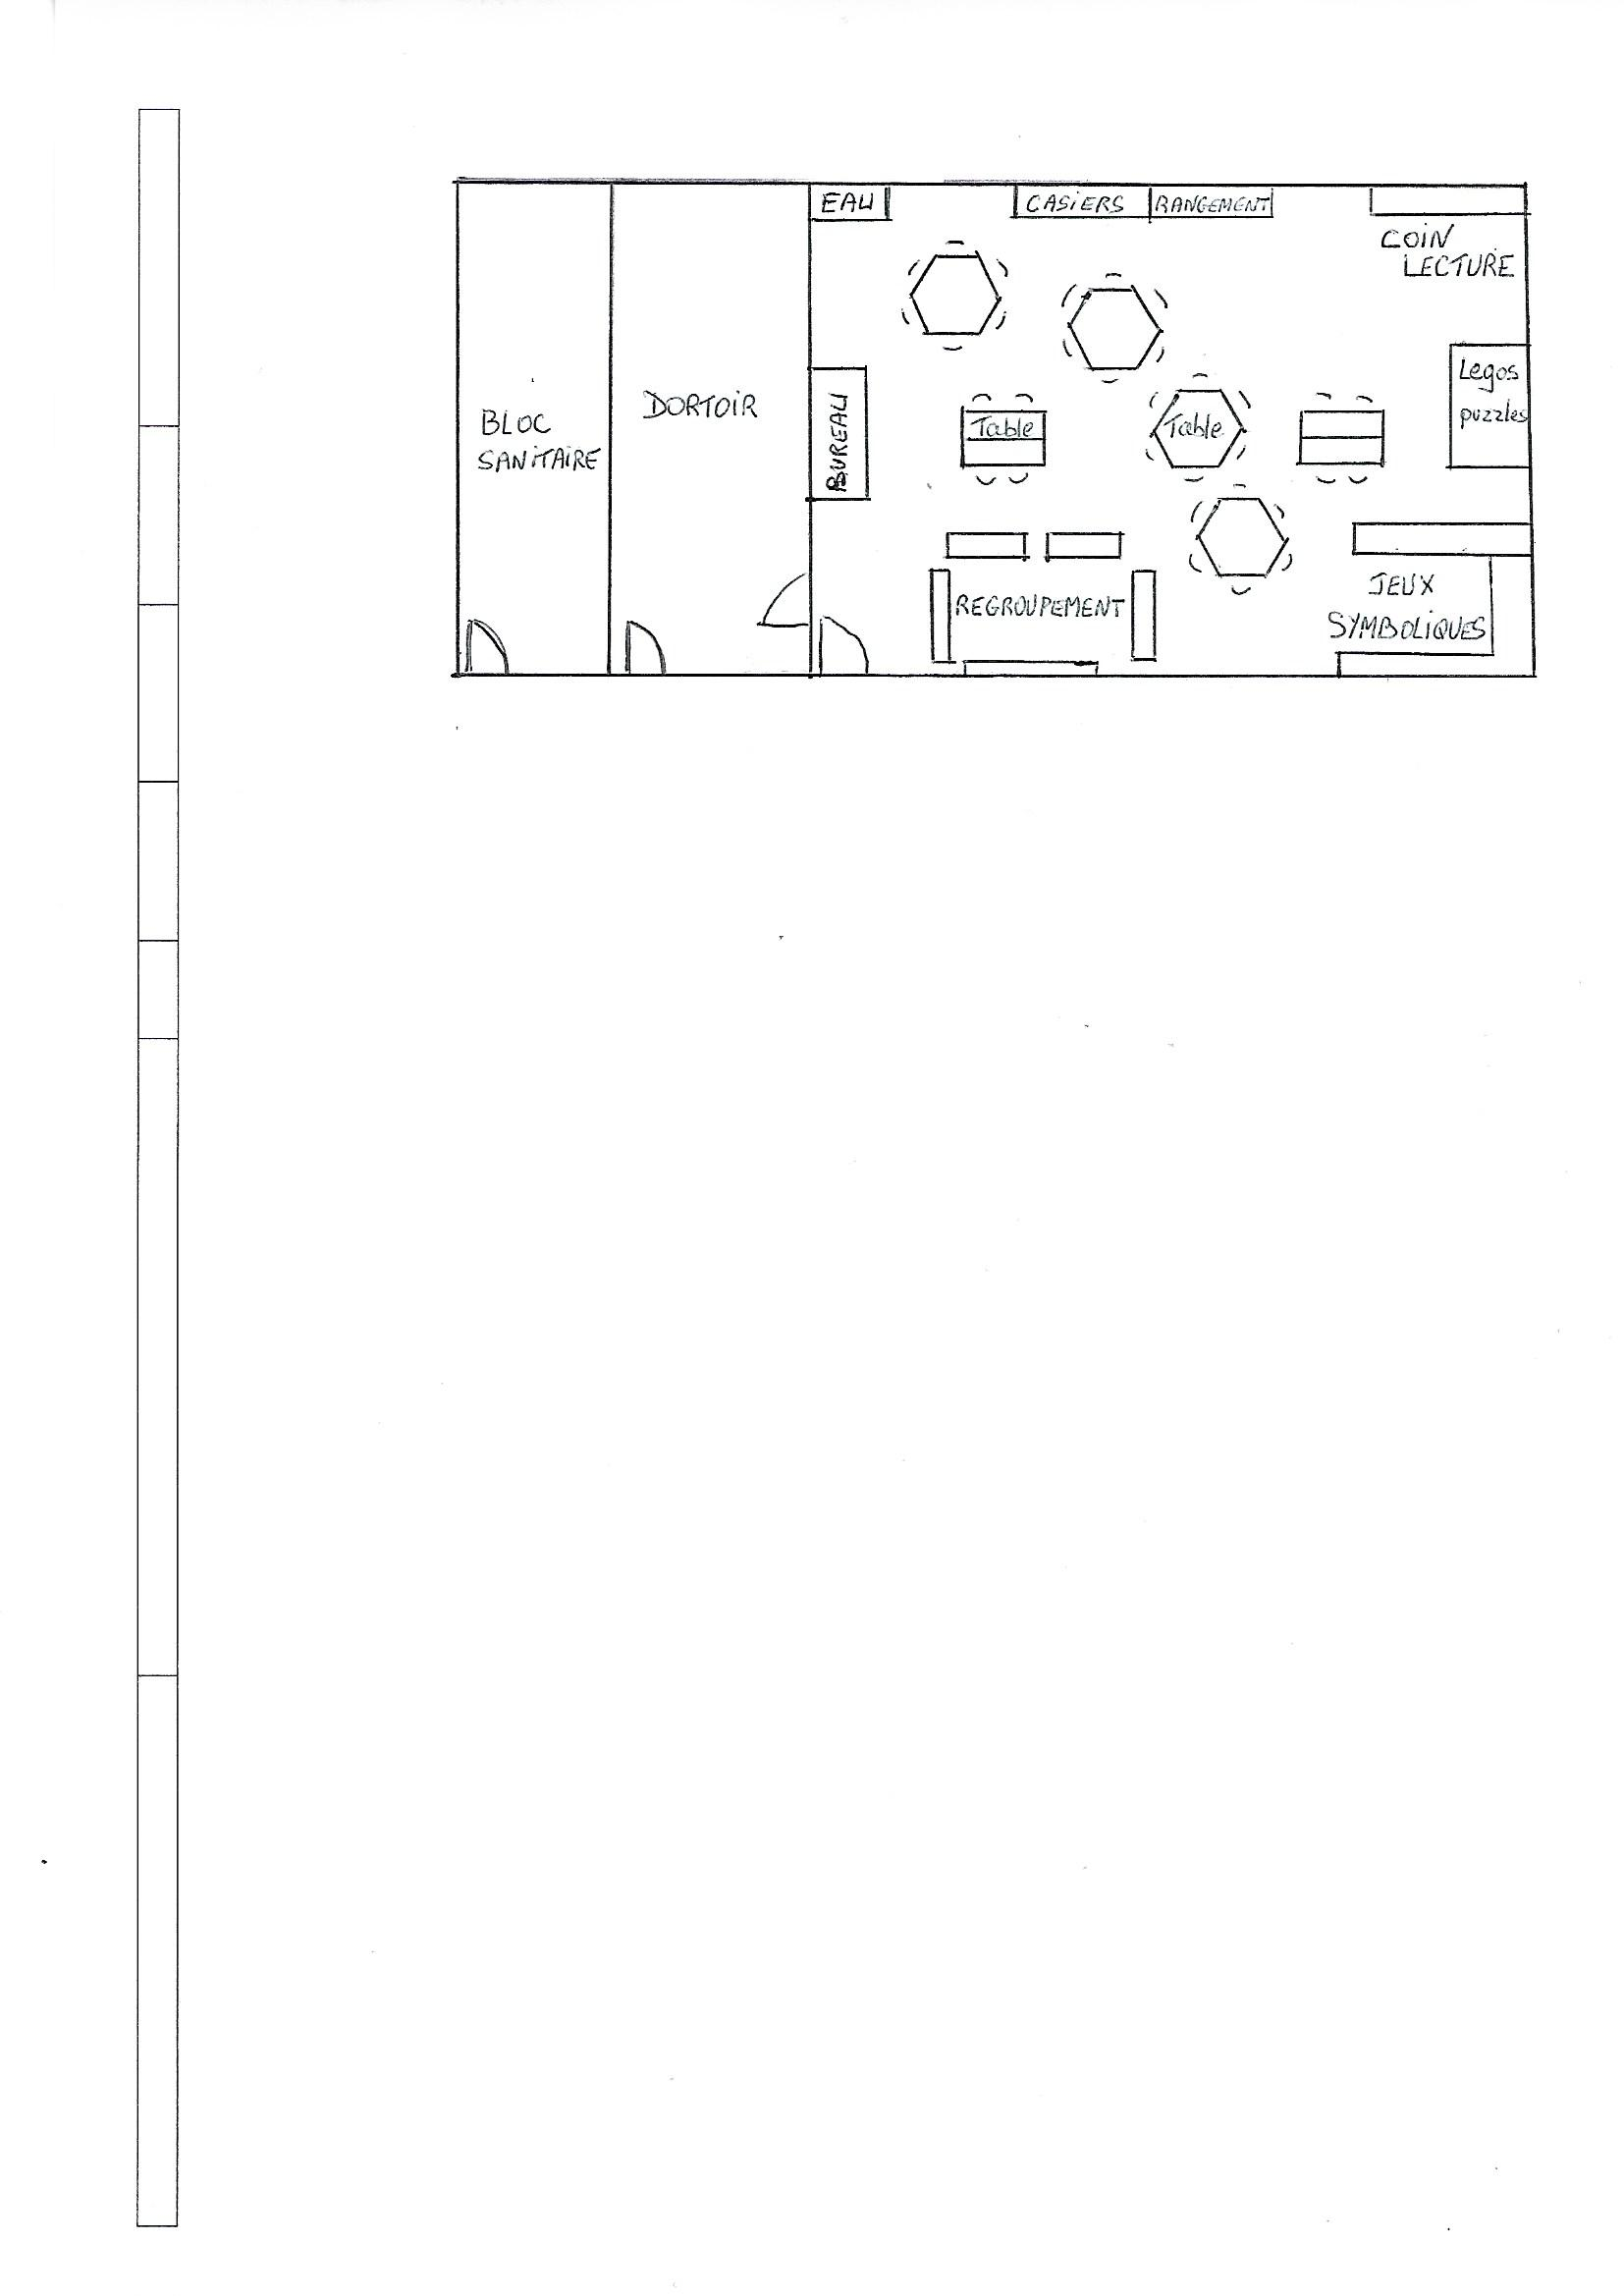 EAU
CASIERS
RANGEMENT
COIN
LECTURE
Legos
puzzles
BLOC
SANITAIRE
DORTOIR
BUREAU
Table
Table
REGROUPEMENT
JEUX
SYMBOLIQUES